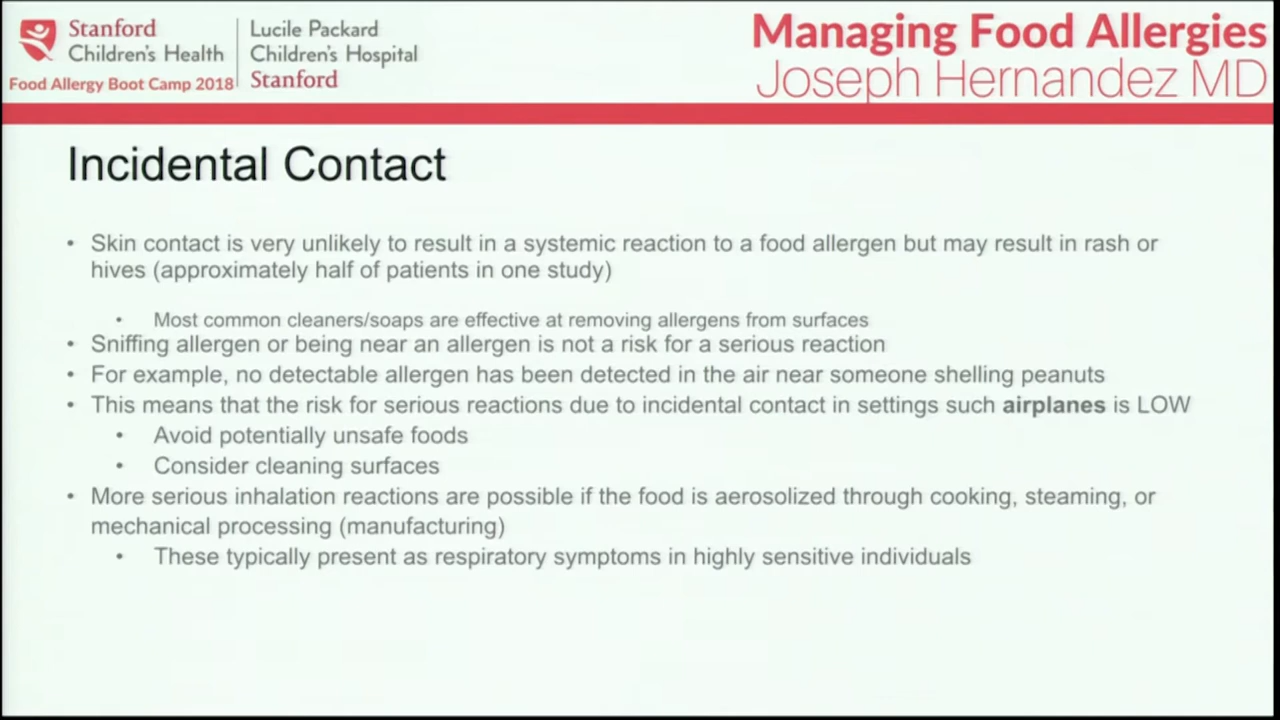 Stanford
Children's Health
Food Allergy Boot Camp 2018
Lucile Packard
Children's Hospital
Stanford
Managing Food Allergies
Joseph Hernandez MD
Incidental Contact
• Skin contact is very unlikely to result in a systemic reaction to a food allergen but may result in rash or
hives (approximately half of patients in one study)
• Most common cleaners/soaps are effective at removing allergens from surfaces
• Sniffing allergen or being near an allergen is not a risk for a serious reaction
• For example, no detectable allergen has been detected in the air near someone shelling peanuts
• This means that the risk for serious reactions due to incidental contact in settings such airplanes is LOW
• Avoid potentially unsafe foods
• Consider cleaning surfaces
• More serious inhalation reactions are possible if the food is aerosolized through cooking, steaming, or
mechanical processing (manufacturing)
• These typically present as respiratory symptoms in highly sensitive individuals